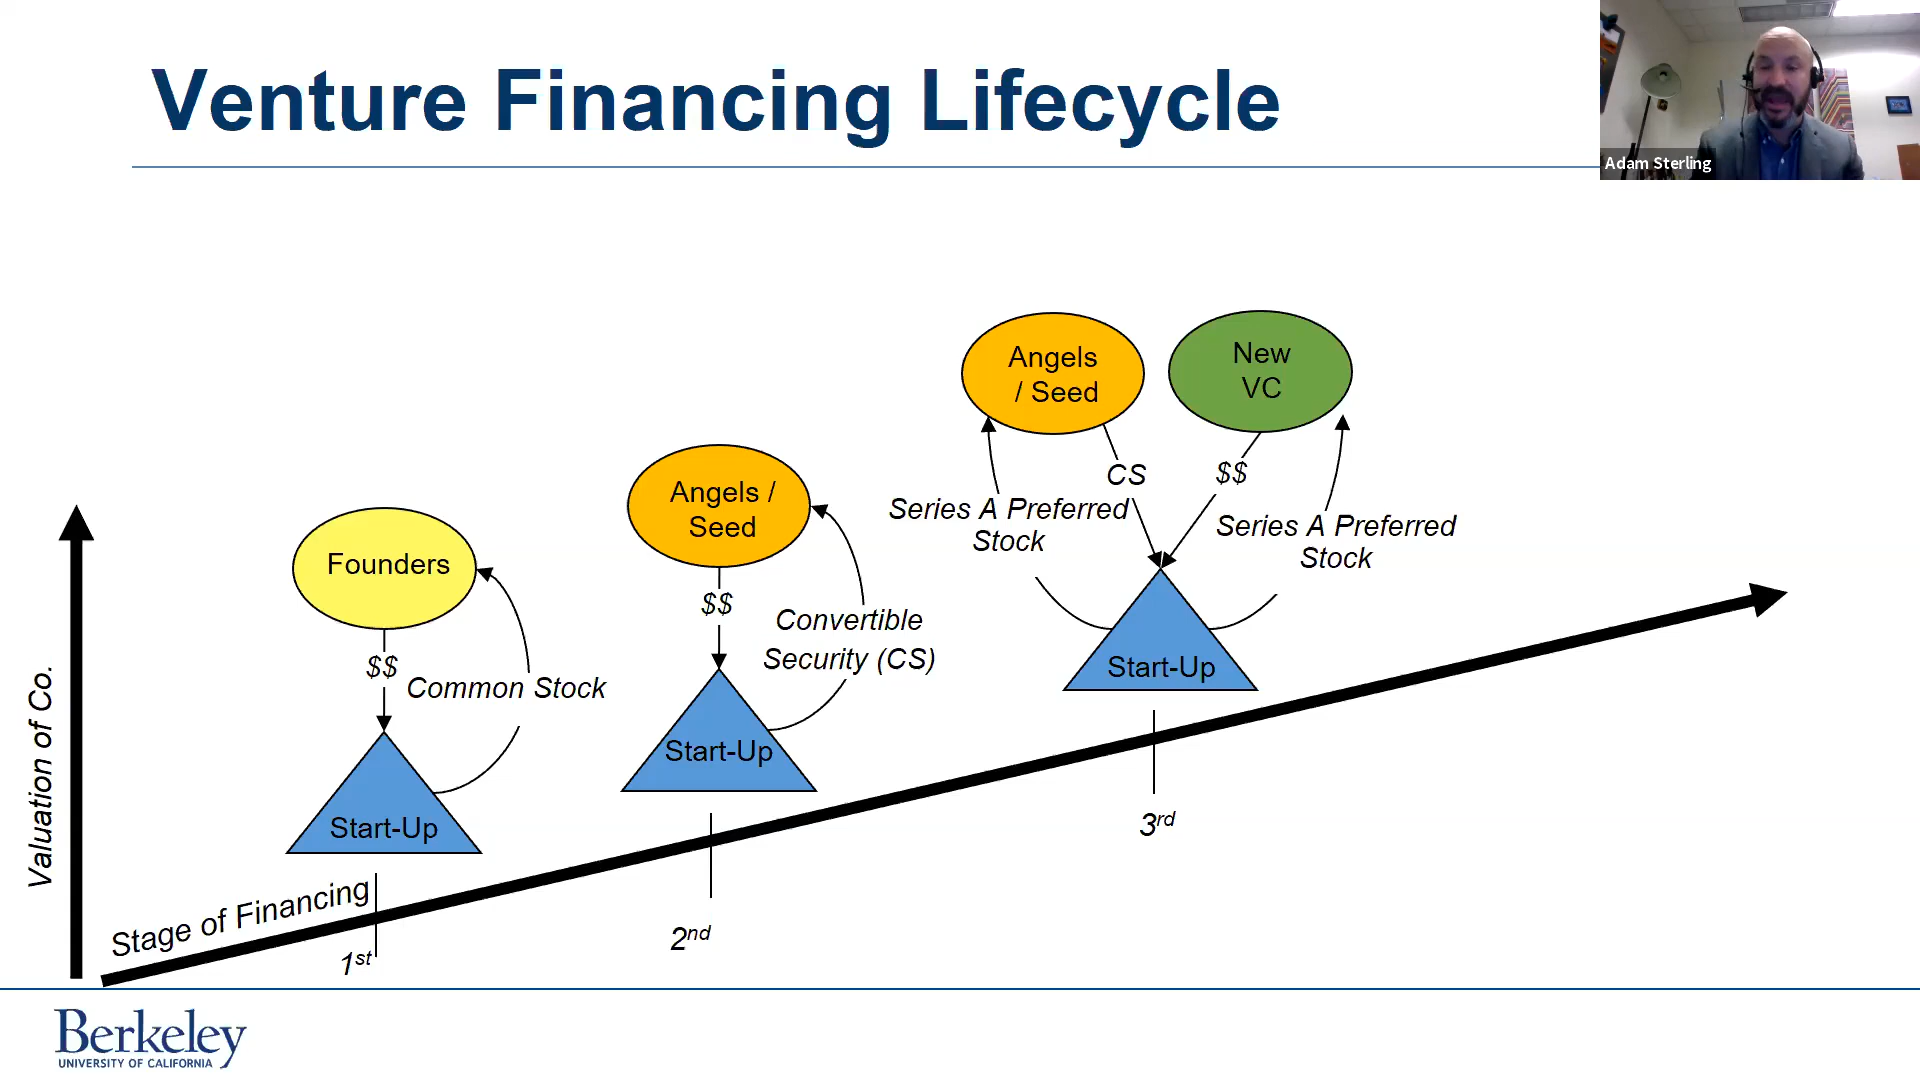 Venture Financing Lifecycle
Adam Sterling
Angels
/ Seed
New
VC
CS
$$
Series A Preferred
Stock
Series A Preferred
Stock
Start-Up
Angels /
Seed
$$
Convertible
Security (CS)
Start-Up
Founders
$$
Common Stock
Start-Up
Valuation of Co.
Stage of Financing
1st
2nd
3rd
Berkeley
UNIVERSITY OF CALIFORNIA